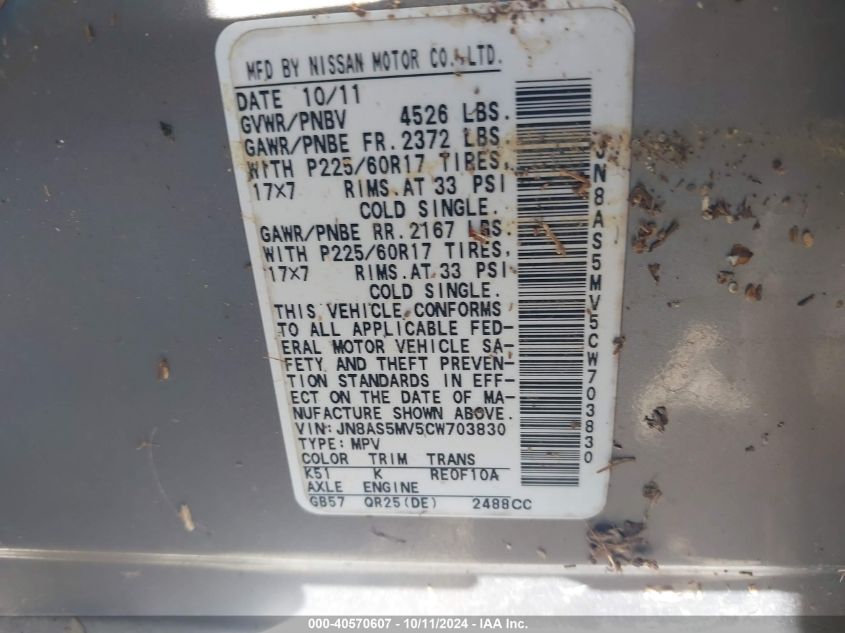 MFD BY NISSAN MOTOR CO.,LTD.
DATE 10/11
GVWR/PNBV 4526 LBS.
GAWR/PNBE FR. 2372 LBS
WITH P225/60R17 TIRES,
17X7 RIMS.AT 33 PSI
COLD SINGLE.
GAWR/PNBE RR. 2167 LBS.
WITH P225/60R17 TIRES,
17X7 RIMS.AT 33 PSI
COLD SINGLE.
THIS VEHICLE CONFORMS
TO ALL APPLICABLE FED-
ERAL MOTOR VEHICLE SA-
FETY AND THEFT PREVEN-
TION STANDARDS IN EFF-
ECT ON THE DATE OF MA-
NUFACTURE SHOWN ABOVE.
VIN:JN8AS5MV5CW703830
TYPE:MPV
COLOR TRIM TRANS
K51 K RE0F10A
AXLE ENGINE
GB57 QR25(DE) 2488CC
JN8AS5MV5CW703830
000-40570607 - 10/11/2024 - IAA Inc.